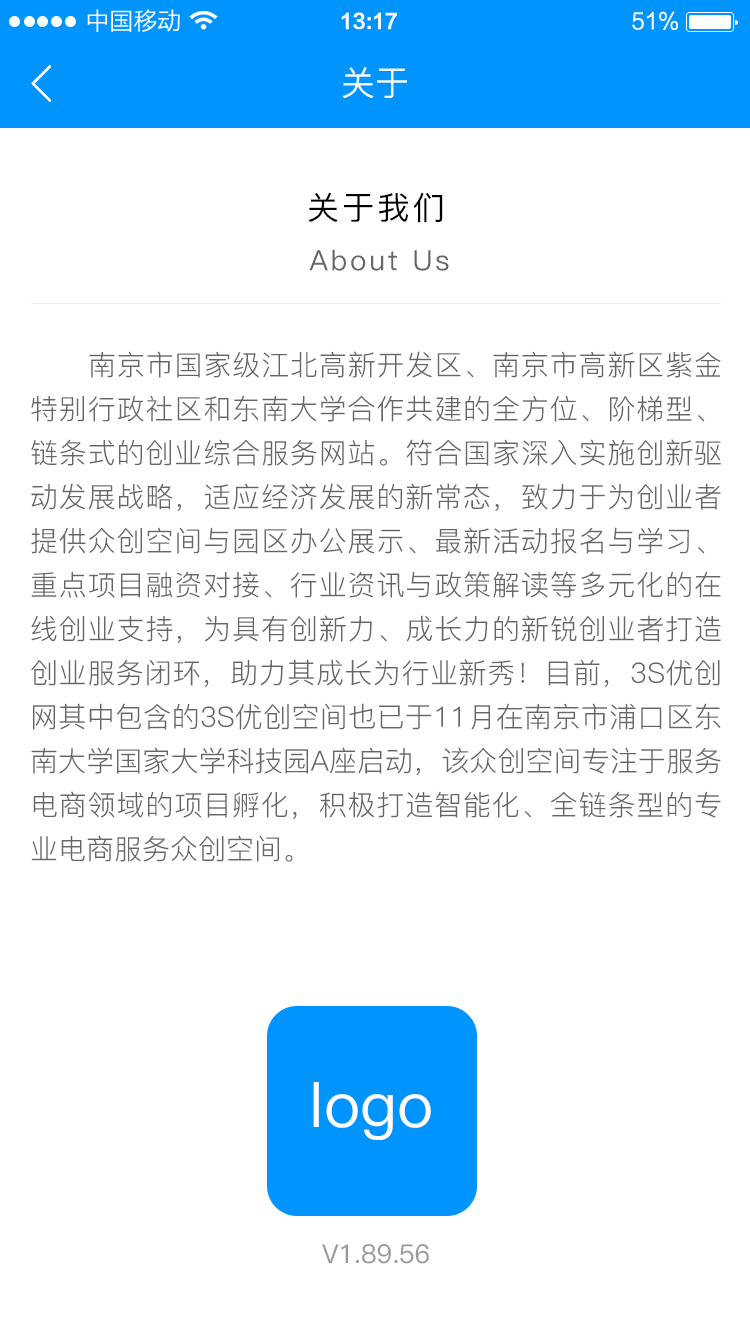 中国移动
13:17
51%
关于
关于我们
About Us
南京市国家级江北高新开发区、南京市高新区紫金
特别行政社区和东南大学合作共建的全方位、阶梯型、
链条式的创业综合服务网站。符合国家深入实施创新驱
动发展战略，适应经济发展的新常态，致力于为创业者
提供众创空间与园区办公展示、最新活动报名与学习、
重点项目融资对接、行业资讯与政策解读等多元化的在
线创业支持，为具有创新力、成长力的新锐创业者打造
创业服务闭环，助力其成长为行业新秀！目前，3S优创
网其中包含的3S优创空间也已于11月在南京市浦口区东
南大学国家大学科技园A座启动，该众创空间专注于服务
电商领域的项目孵化，积极打造智能化、全链条型的专
业电商服务众创空间。
logo
V1.89.56